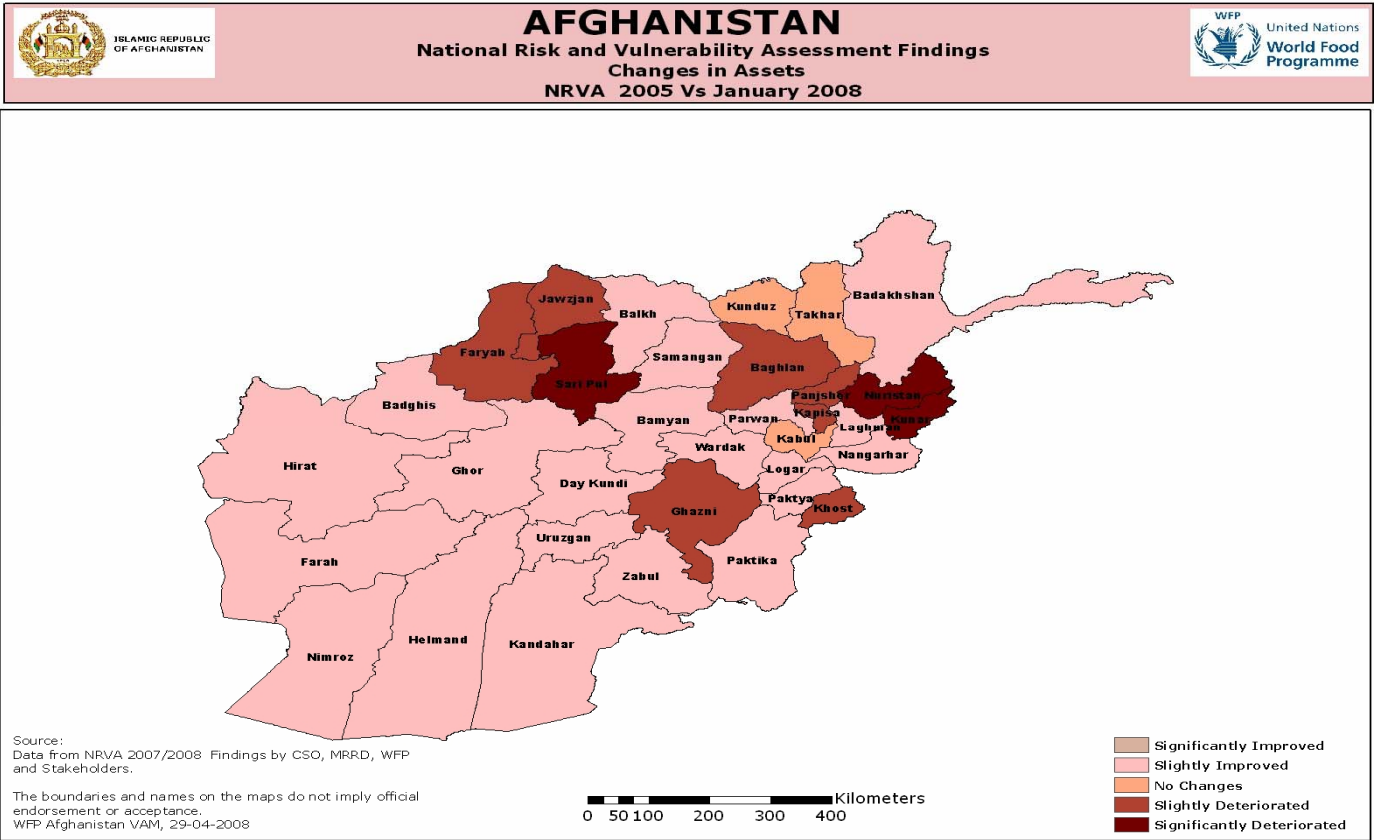 ISLAMIC REPUBLIC
OF AFGHANISTAN
AFGHANISTAN
National Risk and Vulnerability Assessment Findings
Changes in Assets
NRVA 2005 Vs January 2008
WFP
United Nations
World Food
Programme
Badakhshan
Jawzjan
Kunduz
Balkh
Takhar
Faryab
Samangan
Baghlan
Sari Pul
Panjsher
Nuristan
Badghis
Kapisa
Bamyan
Parwan
Kunar
Laghman
Kabul
Wardak
Nangarhar
Hirat
Ghor
Logar
Day Kundi
Paktya
Ghazni
Khost
Uruzgan
Farah
Paktika
Zabul
Helmand
Kandahar
Nimroz
Source:
Data from NRVA 2007/2008 Findings by CSO, MRRD, WFP
and Stakeholders.
The boundaries and names on the maps do not imply official
endorsement or acceptance.
WFP Afghanistan VAM, 29-04-2008
Kilometers
0 50 100 200 300 400
Significantly Improved
Slightly Improved
No Changes
Slightly Deteriorated
Significantly Deteriorated